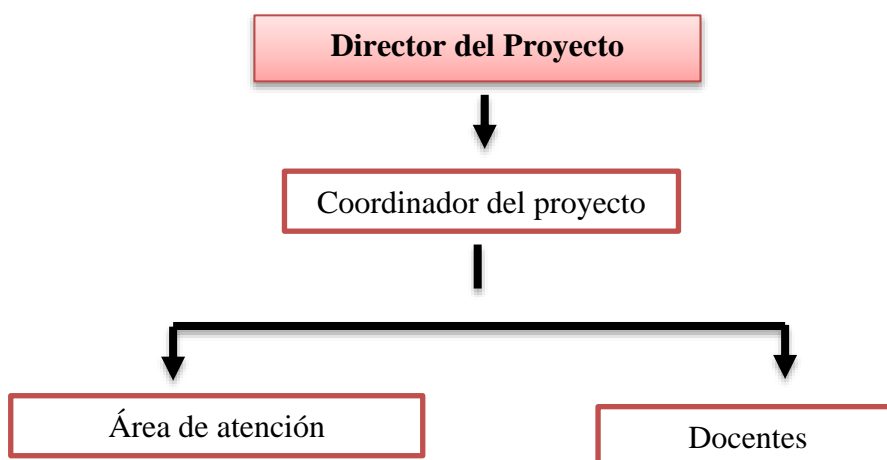 Director del Proyecto
Coordinador del proyecto
Área de atención
Docentes